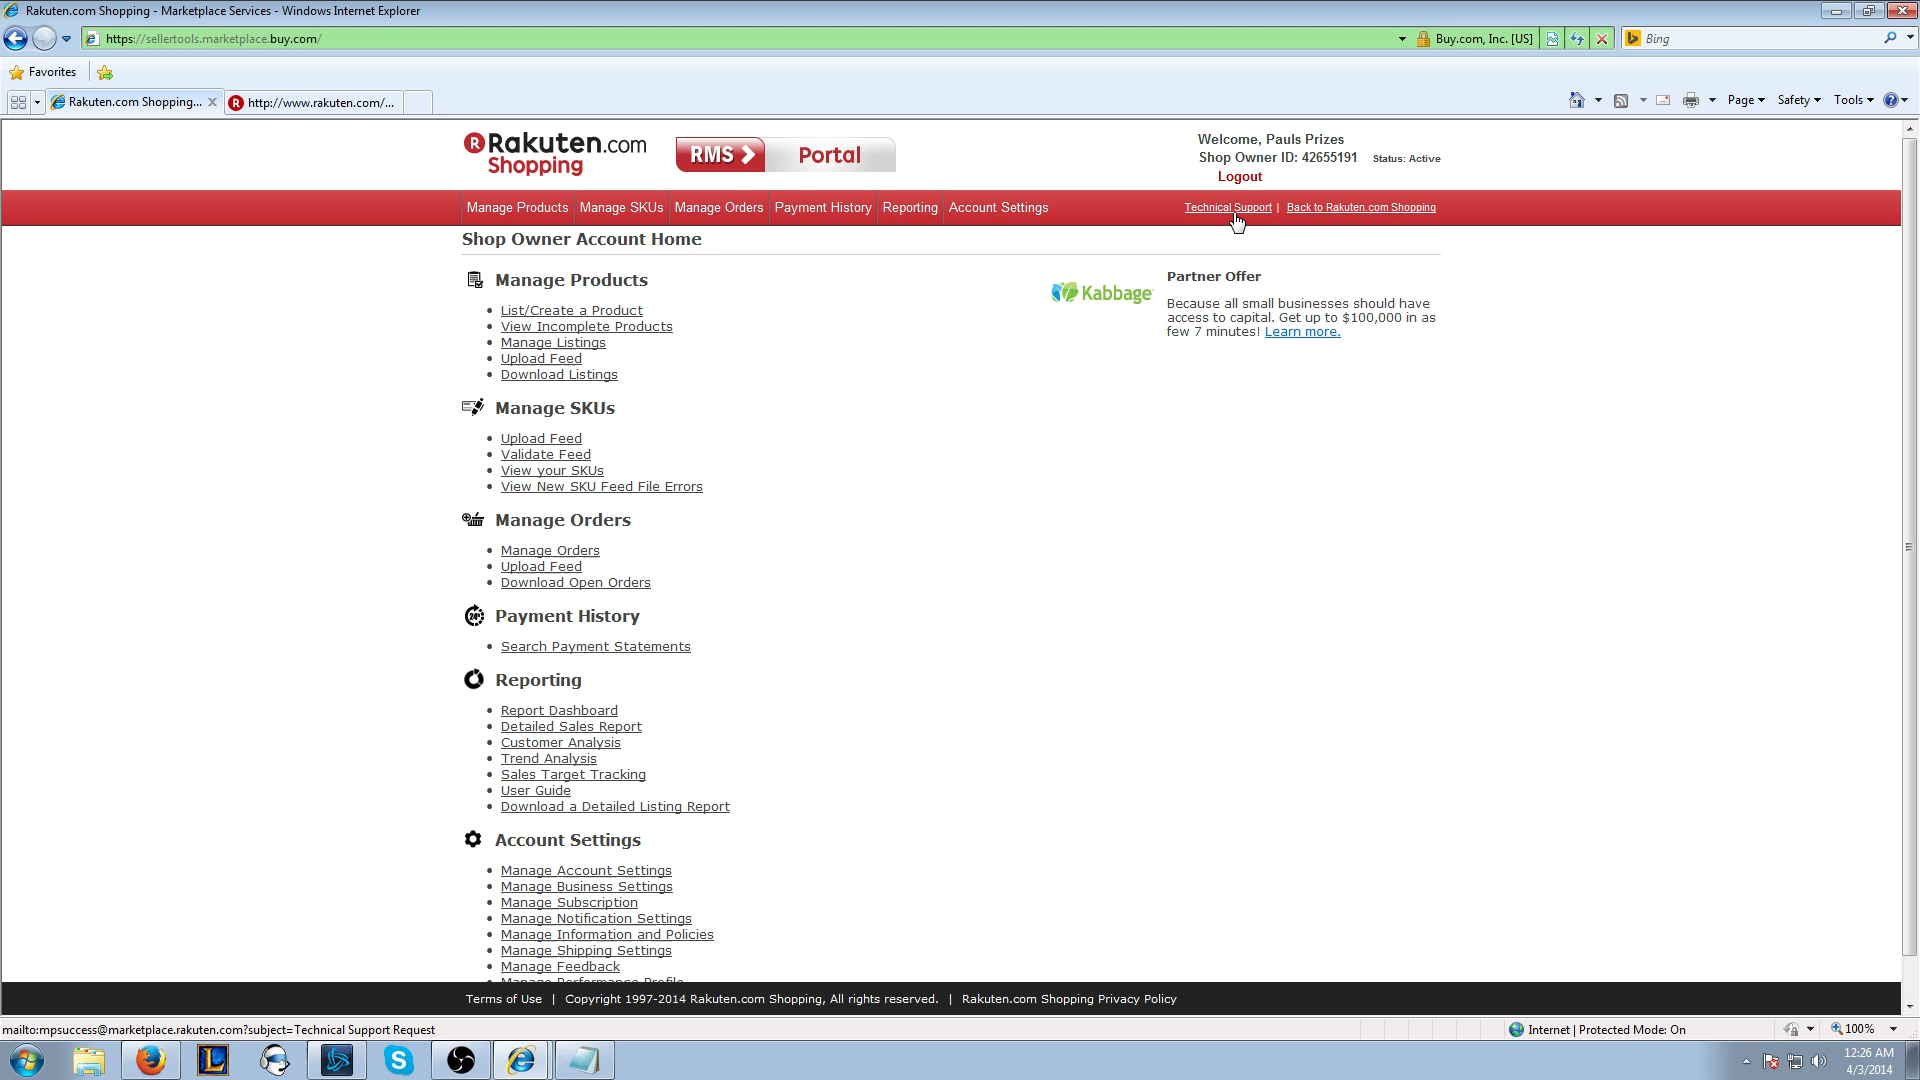 Rakuten.com Shopping - Marketplace Services - Windows Internet Explorer
https://sellertools.marketplace.buy.com/
Buy.com, Inc. [US]
Bing
Favorites
Rakuten.com Shopping...
http://www.rakuten.com/...
Page
Safety
Tools
Rakuten.com
Shopping
RMS
Portal
Welcome, Pauls Prizes
Shop Owner ID: 42655191 Status: Active
Logout
Manage Products
Manage SKUs
Manage Orders
Payment History
Reporting
Account Settings
Technical Support | Back to Rakuten.com Shopping
Shop Owner Account Home
Manage Products
• List/Create a Product
• View Incomplete Products
• Manage Listings
• Upload Feed
• Download Listings
Kabbage
Partner Offer
Because all small businesses should have
access to capital. Get up to $100,000 in as
few 7 minutes! Learn more.
Manage SKUs
• Upload Feed
• Validate Feed
• View your SKUs
• View New SKU Feed File Errors
Manage Orders
• Manage Orders
• Upload Feed
• Download Open Orders
Payment History
• Search Payment Statements
Reporting
• Report Dashboard
• Detailed Sales Report
• Customer Analysis
• Trend Analysis
• Sales Target Tracking
• User Guide
• Download a Detailed Listing Report
Account Settings
• Manage Account Settings
• Manage Business Settings
• Manage Subscription
• Manage Notification Settings
• Manage Information and Policies
• Manage Shipping Settings
• Manage Feedback
• Manage Performance Profile
Terms of Use | Copyright 1997-2014 Rakuten.com Shopping, All rights reserved. | Rakuten.com Shopping Privacy Policy
mailto:mpsuccess@marketplace.rakuten.com?subject=Technical Support Request
Internet | Protected Mode: On
100%
12:26 AM
4/3/2014